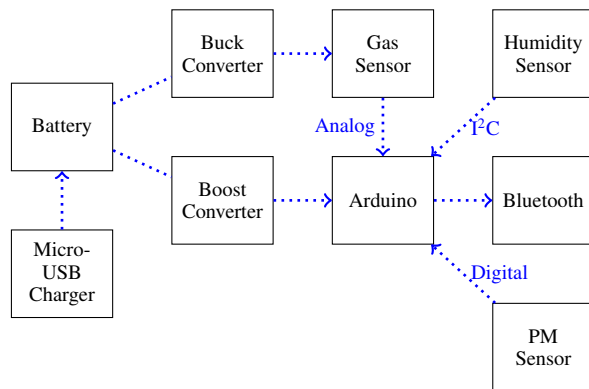 Buck
Converter
Gas
Sensor
Humidity
Sensor
Battery
Analog
I²C
Boost
Converter
Arduino
Bluetooth
Micro-
USB
Charger
Digital
PM
Sensor